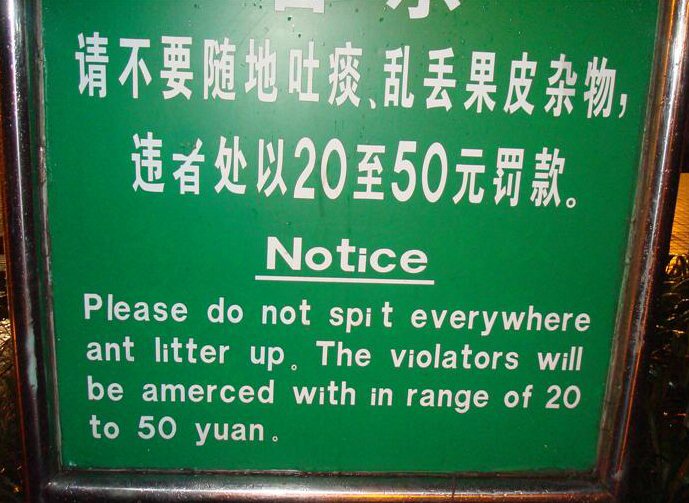 请不要随地吐痰、乱丢果皮杂物，
违者处以20至50元罚款。
Notice
Please do not spit everywhere
ant litter up。The violators will
be amerced with in range of 20
to 50 yuan。